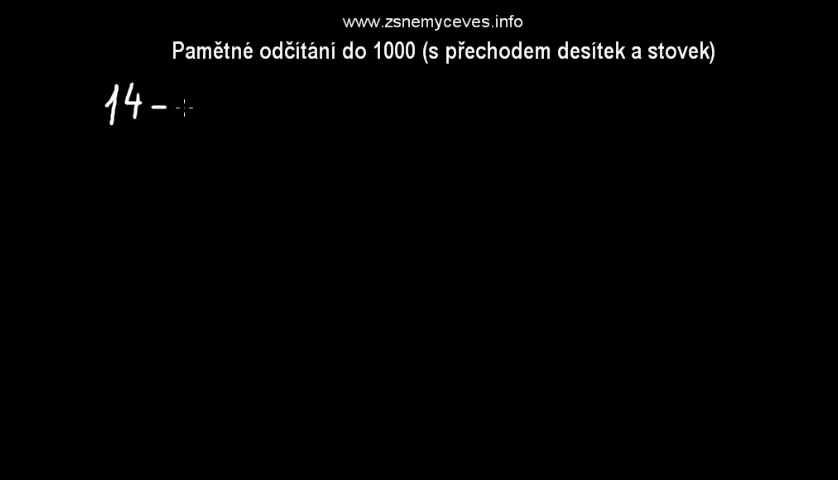 www.zsnemyceves.info
Pamětné odčítání do 1000 (s přechodem desítek a stovek)
14 -